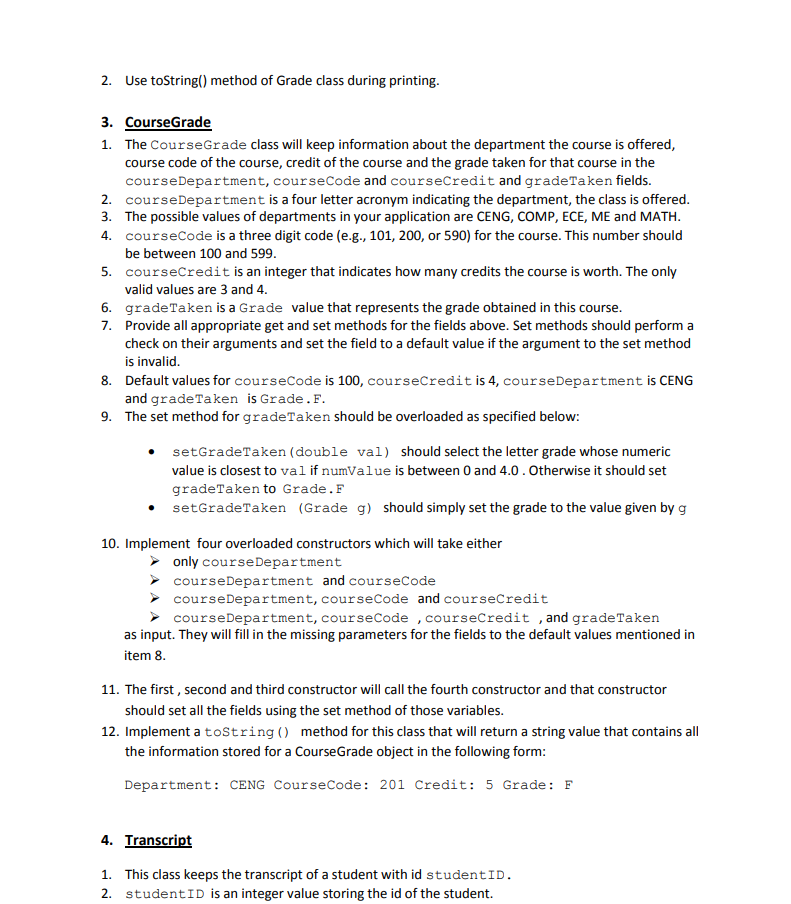 2. Use toString() method of Grade class during printing.
3. CourseGrade
1. The CourseGrade class will keep information about the department the course is offered,
course code of the course, credit of the course and the grade taken for that course in the
courseDepartment, courseCode and courseCredit and gradeTaken fields.
2. courseDepartment is a four letter acronym indicating the department, the class is offered.
3. The possible values of departments in your application are CENG, COMP, ECE, ME and MATH.
4. courseCode is a three digit code (e.g., 101, 200, or 590) for the course. This number should
be between 100 and 599.
5. courseCredit is an integer that indicates how many credits the course is worth. The only
valid values are 3 and 4.
6. gradeTaken is a Grade value that represents the grade obtained in this course.
7. Provide all appropriate get and set methods for the fields above. Set methods should perform a
check on their arguments and set the field to a default value if the argument to the set method
is invalid.
8. Default values for courseCode is 100, courseCredit is 4, courseDepartment is CENG
and gradeTaken is Grade.F.
9. The set method for gradeTaken should be overloaded as specified below:
• setGradeTaken(double val) should select the letter grade whose numeric
value is closest to val if numValue is between 0 and 4.0 . Otherwise it should set
gradeTaken to Grade.F
• setGradeTaken (Grade g) should simply set the grade to the value given by g
10. Implement four overloaded constructors which will take either
➢ only courseDepartment
➢ courseDepartment and courseCode
➢ courseDepartment, courseCode and courseCredit
➢ courseDepartment, courseCode , courseCredit , and gradeTaken
as input. They will fill in the missing parameters for the fields to the default values mentioned in
item 8.
11. The first , second and third constructor will call the fourth constructor and that constructor
should set all the fields using the set method of those variables.
12. Implement a toString() method for this class that will return a string value that contains all
the information stored for a CourseGrade object in the following form:
Department: CENG CourseCode: 201 Credit: 5 Grade: F
4. Transcript
1. This class keeps the transcript of a student with id studentID.
2. studentID is an integer value storing the id of the student.